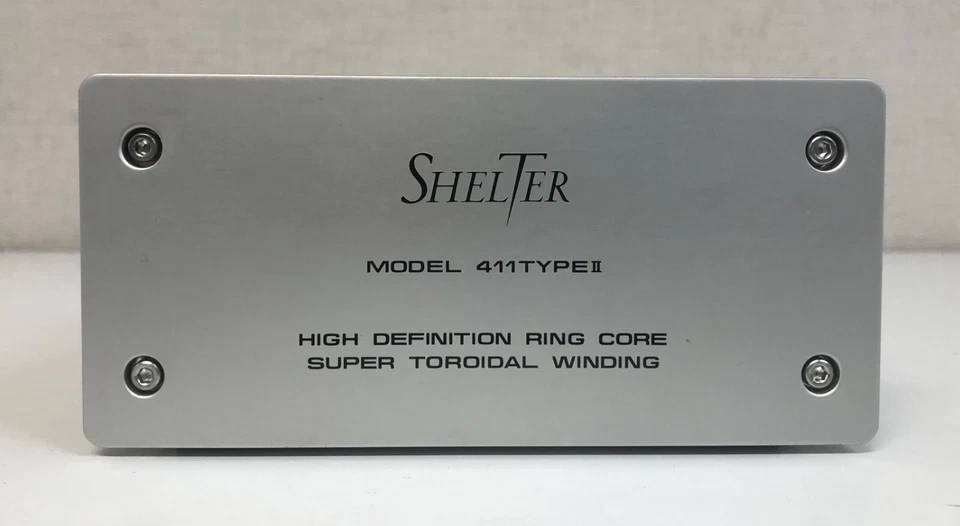 SHELTER
MODEL 411TYPEⅡ
HIGH DEFINITION RING CORE
SUPER TOROIDAL WINDING